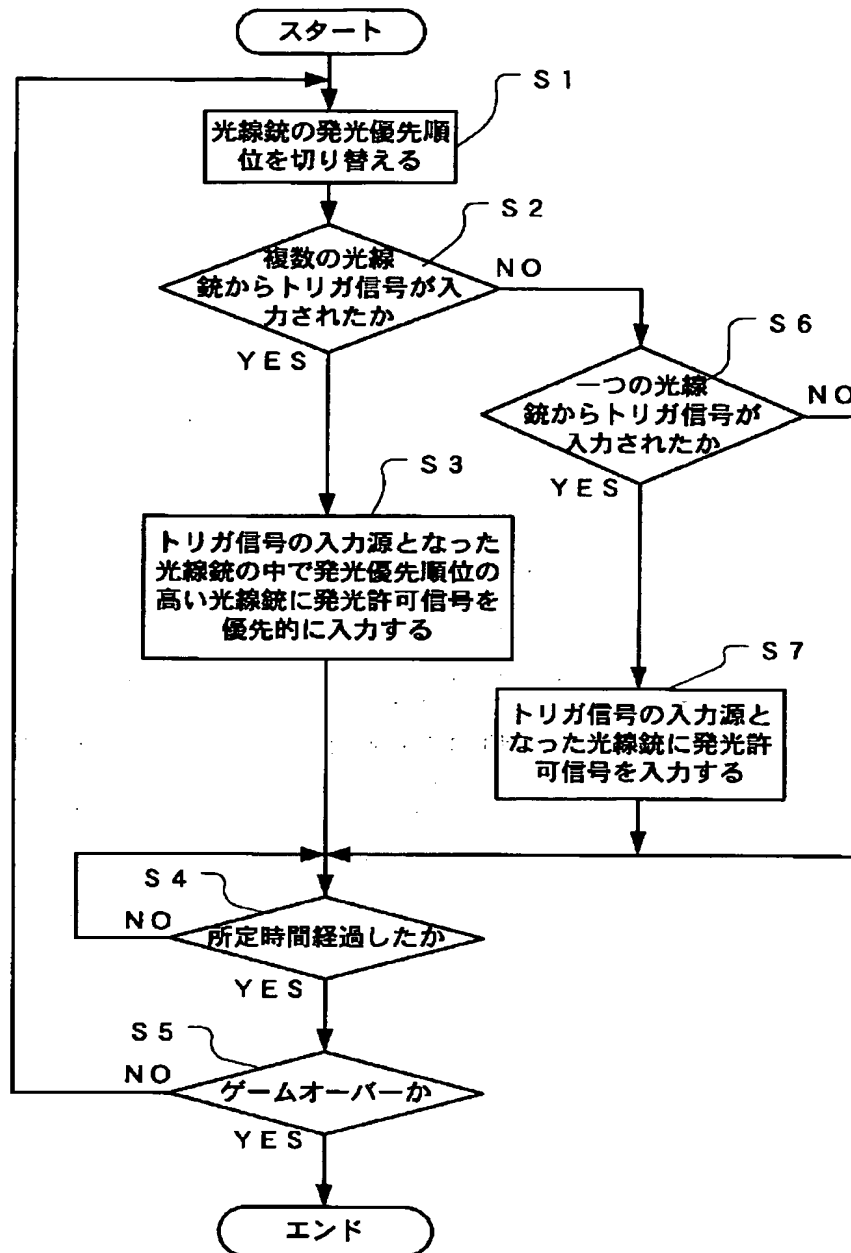 スタート
S1
光線銃の発光優先順
位を切り替える
S2
複数の光線
銃からトリガ信号が入
力されたか
NO
YES
S6
一つの光線
銃からトリガ信号が
入力されたか
NO
YES
S3
トリガ信号の入力源となった
光線銃の中で発光優先順位の
高い光線銃に発光許可信号を
優先的に入力する
S7
トリガ信号の入力源と
なった光線銃に発光許
可信号を入力する
S4
NO
所定時間経過したか
YES
S5
NO
ゲームオーバーか
YES
エンド